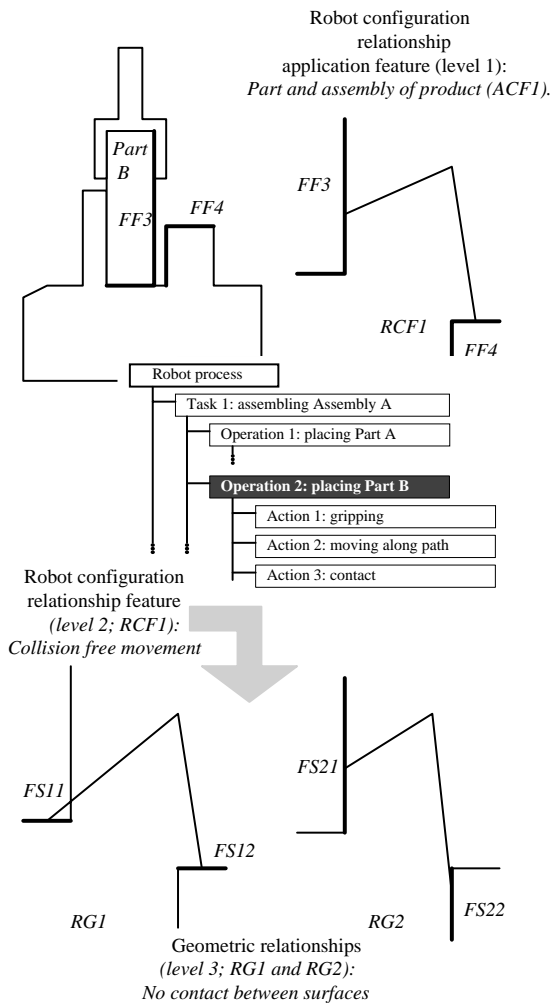 Robot configuration
relationship
application feature (level 1):
Part and assembly of product (ACF1).
Part
B
FF3
FF4
FF3
RCF1
FF4
Robot process
Task 1: assembling Assembly A
Operation 1: placing Part A
Operation 2: placing Part B
Action 1: gripping
Action 2: moving along path
Action 3: contact
Robot configuration
relationship feature
(level 2; RCF1):
Collision free movement
FS11
FS12
RG1
FS21
FS22
RG2
Geometric relationships
(level 3; RG1 and RG2):
No contact between surfaces